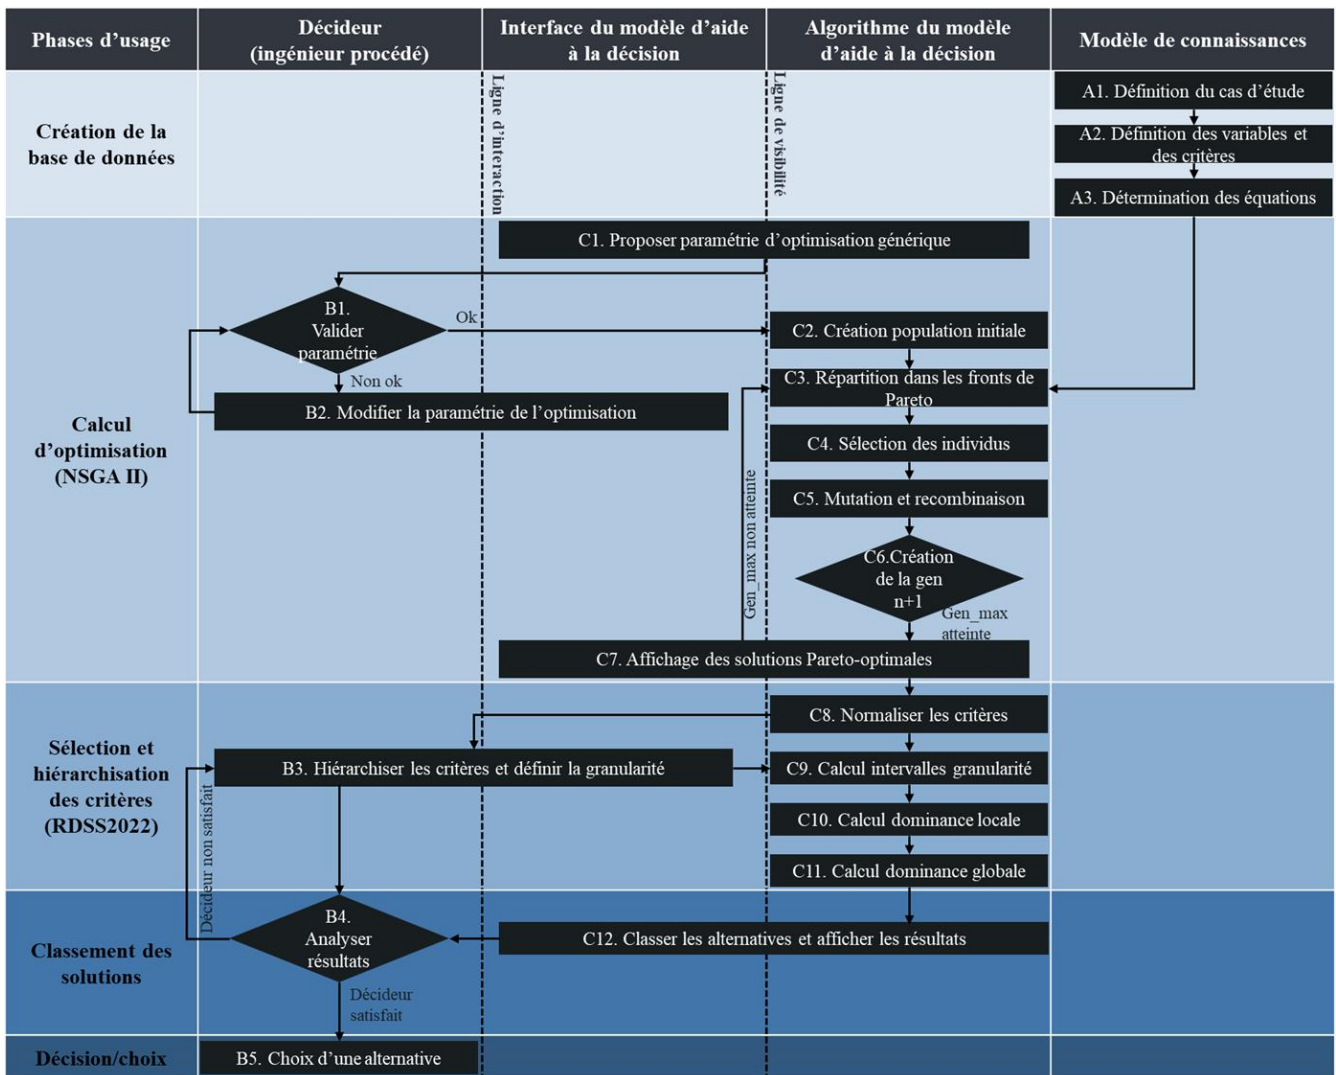 Phases d’usage
Décideur
(ingénieur procédé)
Interface du modèle d’aide
à la décision
Algorithme du modèle
d’aide à la décision
Modèle de connaissances
Création de la
base de données
Ligne d’interaction
Ligne de visibilité
A1. Définition du cas d’étude
A2. Définition des variables et
des critères
A3. Détermination des équations
Calcul
d’optimisation
(NSGA II)
C1. Proposer paramétrie d’optimisation générique
B1.
Valider
paramétrie
Ok
Non ok
B2. Modifier la paramétrie de l’optimisation
C2. Création population initiale
C3. Répartition dans les fronts de
Pareto
C4. Sélection des individus
C5. Mutation et recombinaison
C6.Création
de la gen
n+1
Gen_max non atteinte
Gen_max
atteinte
C7. Affichage des solutions Pareto-optimales
Sélection et
hiérarchisation
des critères
(RDSS2022)
C8. Normaliser les critères
B3. Hiérarchiser les critères et définir la granularité
C9. Calcul intervalles granularité
C10. Calcul dominance locale
C11. Calcul dominance globale
Décideur non satisfait
Classement des
solutions
B4.
Analyser
résultats
C12. Classer les alternatives et afficher les résultats
Décideur
satisfait
Décision/choix
B5. Choix d’une alternative